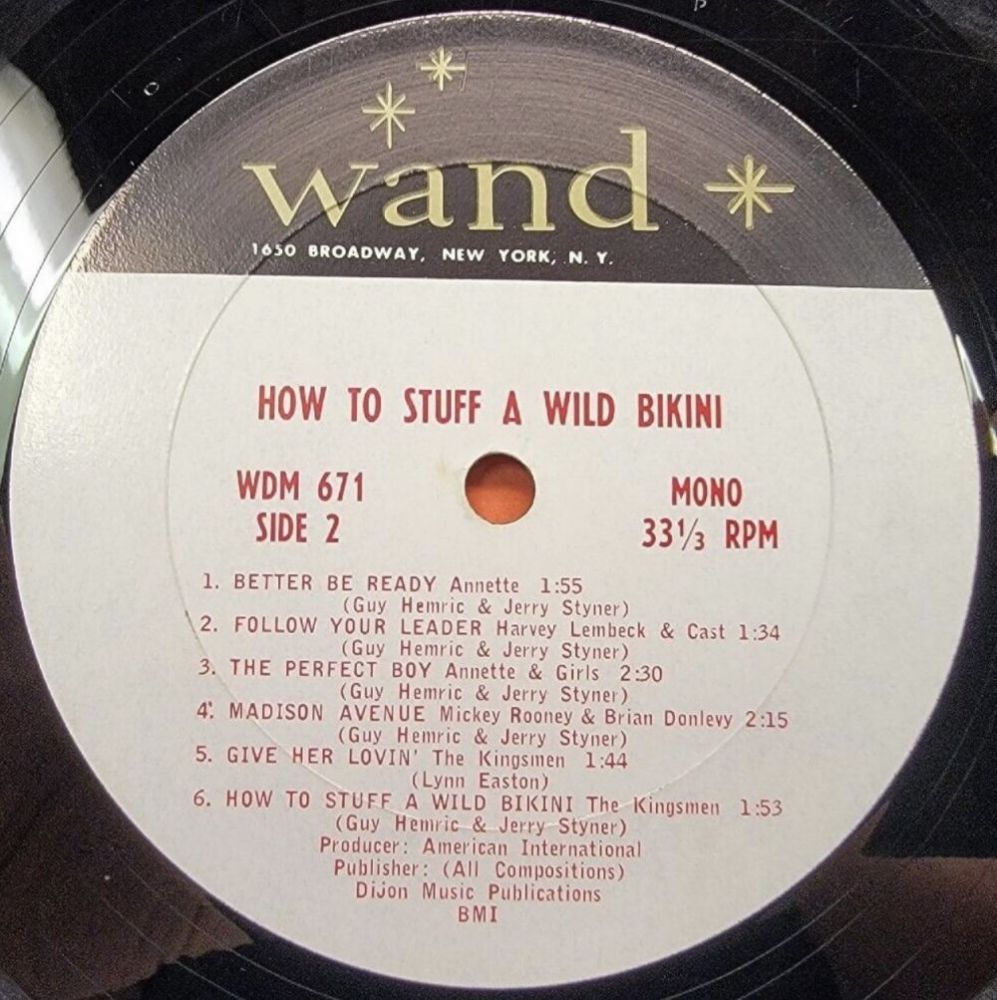 wand
1650 BROADWAY, NEW YORK, N. Y.
HOW TO STUFF A WILD BIKINI
WDM 671
SIDE 2
MONO
33⅓ RPM
1. BETTER BE READY Annette 1:55
(Guy Hemric & Jerry Styner)
2. FOLLOW YOUR LEADER Harvey Lembeck & Cast 1:34
(Guy Hemric & Jerry Styner)
3. THE PERFECT BOY Annette & Girls 2:30
(Guy Hemric & Jerry Styner)
4. MADISON AVENUE Mickey Rooney & Brian Donlevy 2:15
(Guy Hemric & Jerry Styner)
5. GIVE HER LOVIN' The Kingsmen 1:44
(Lynn Easton)
6. HOW TO STUFF A WILD BIKINI The Kingsmen 1:53
(Guy Hemric & Jerry Styner)
Producer: American International
Publisher: (All Compositions)
Dijon Music Publications
BMI